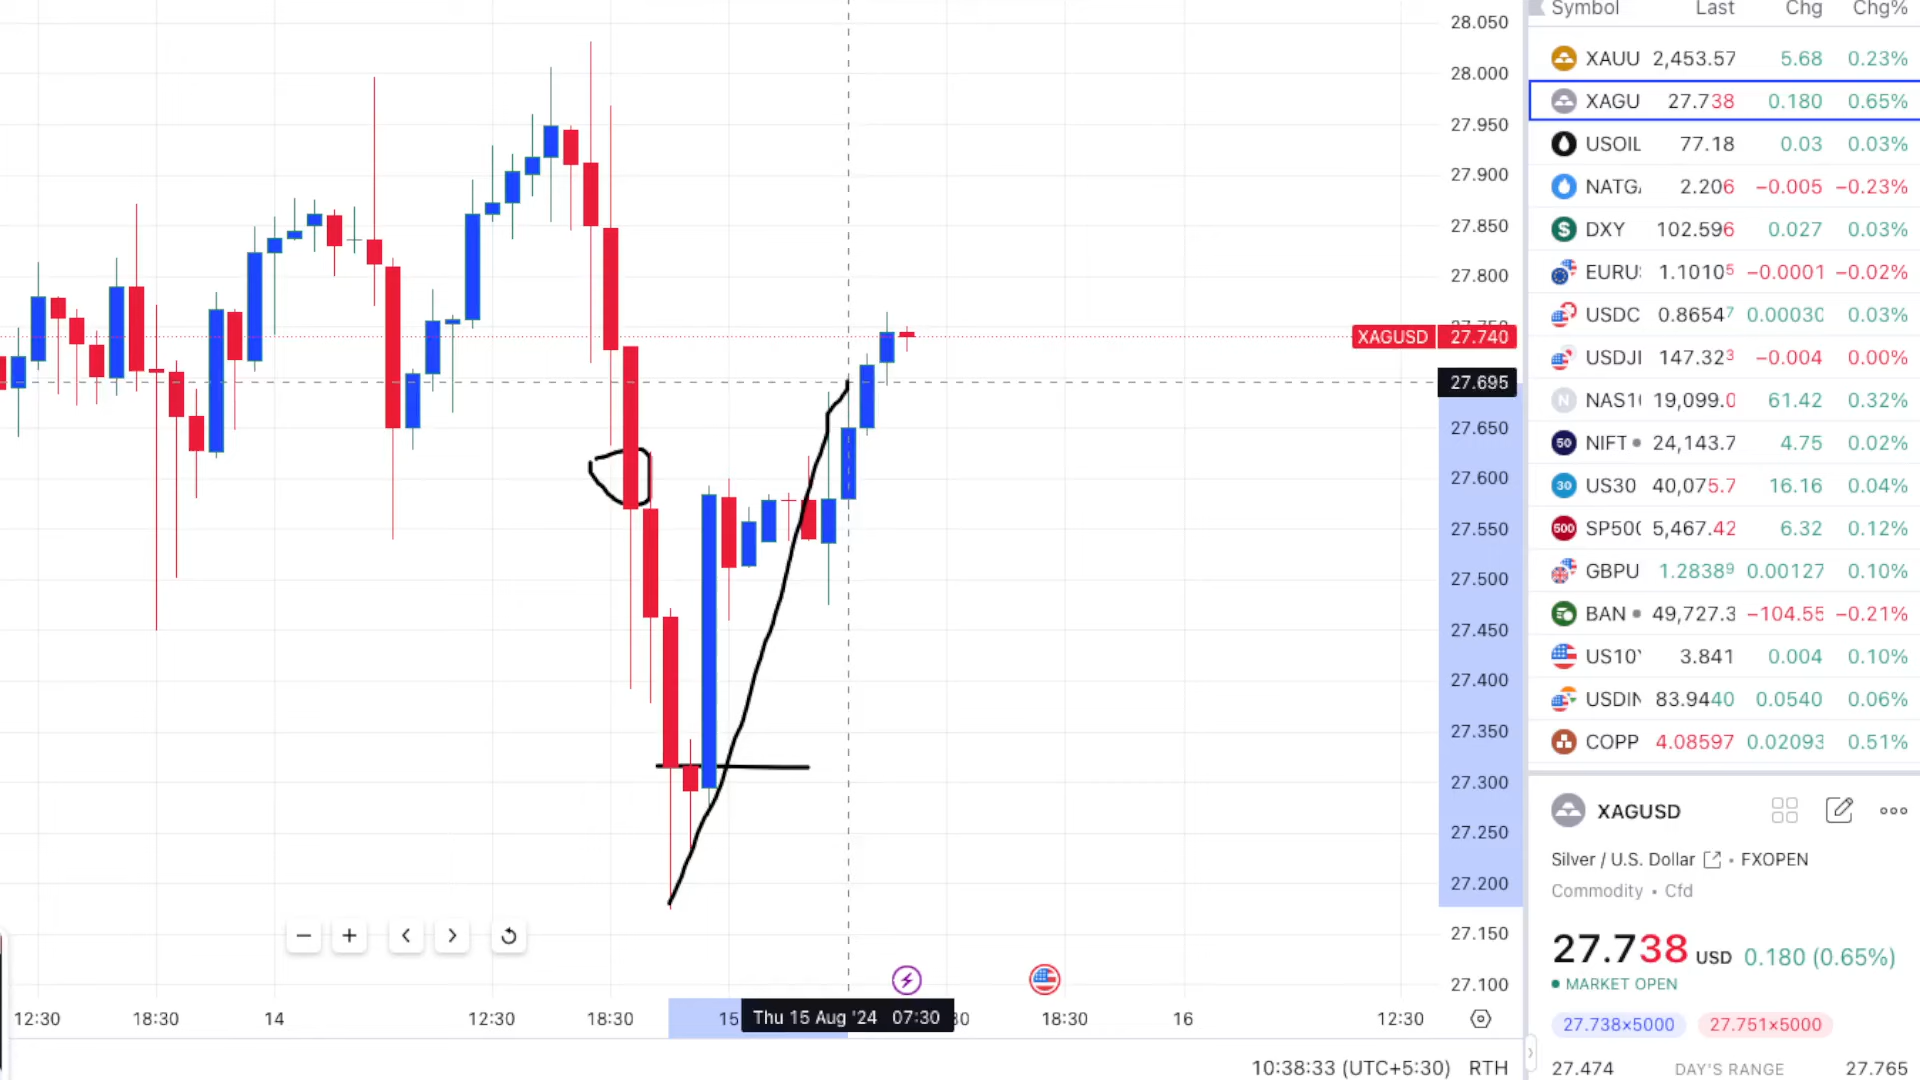 Symbol Last Chg Chg%
XAUU 2,453.57 5.68 0.23%
XAGU 27.738 0.180 0.65%
USOIL 77.18 0.03 0.03%
NATG 2.206 −0.005 −0.23%
DXY 102.596 0.027 0.03%
EURU 1.10105 −0.0001 −0.02%
USDC 0.86547 0.00030 0.03%
USDJI 147.323 −0.004 0.00%
NAS1 19,099.0 61.42 0.32%
50 NIFT 24,143.7 4.75 0.02%
30 US30 40,075.7 16.16 0.04%
500 SP500 5,467.42 6.32 0.12%
GBPU 1.28389 0.00127 0.10%
BAN 49,727.3 −104.55 −0.21%
US10 3.841 0.004 0.10%
USDIN 83.9440 0.0540 0.06%
COPP 4.08597 0.02093 0.51%
XAGUSD
Silver / U.S. Dollar • FXOPEN
Commodity • Cfd
27.738 USD 0.180 (0.65%)
MARKET OPEN
27.738×5000 27.751×5000
27.474 DAY'S RANGE 27.765
28.050
28.000
27.950
27.900
27.850
27.800
XAGUSD 27.740
27.695
27.650
27.600
27.550
27.500
27.450
27.400
27.350
27.300
27.250
27.200
27.150
27.100
12:30 18:30 14 12:30 18:30 15 Thu 15 Aug '24 07:30 18:30 16 12:30
10:38:33 (UTC+5:30) RTH